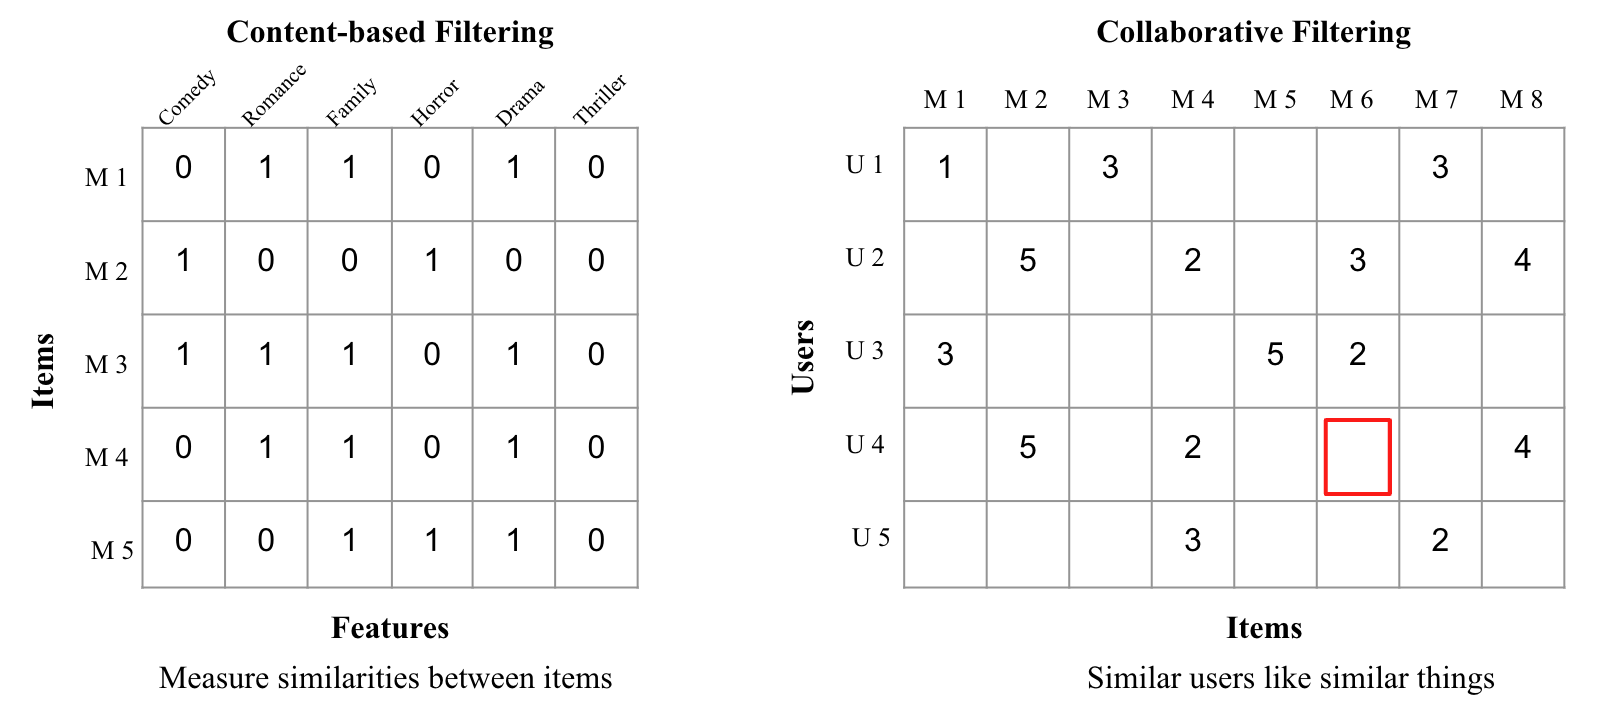 Content-based Filtering
Comedy Romance Family Horror Drama Thriller
M 1 0 1 1 0 1 0
M 2 1 0 0 1 0 0
M 3 1 1 1 0 1 0
M 4 0 1 1 0 1 0
M 5 0 0 1 1 1 0
Items
Features
Measure similarities between items
Collaborative Filtering
M 1 M 2 M 3 M 4 M 5 M 6 M 7 M 8
U 1 1 3 3
U 2 5 2 3 4
U 3 3 5 2
U 4 5 2 4
U 5 3 2
Users
Items
Similar users like similar things